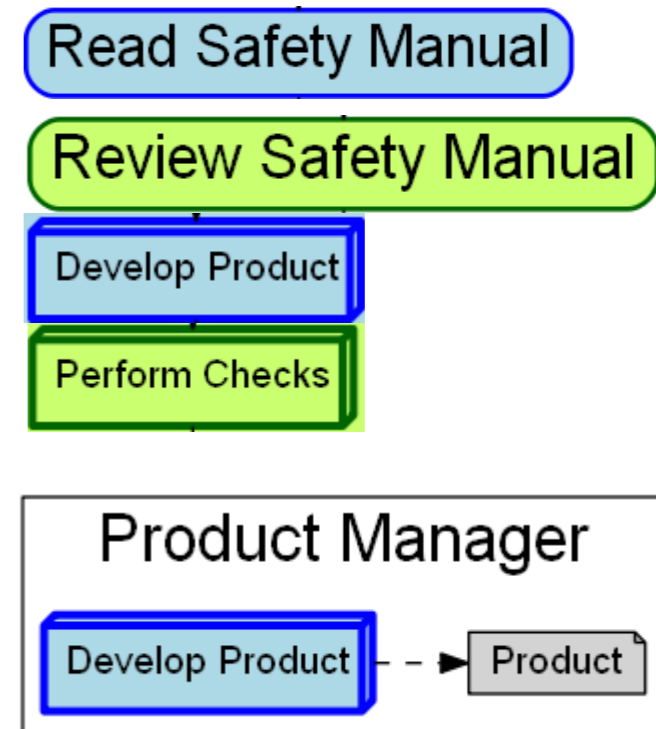 Read Safety Manual
Review Safety Manual
Develop Product
Perform Checks
Product Manager
Develop Product
Product